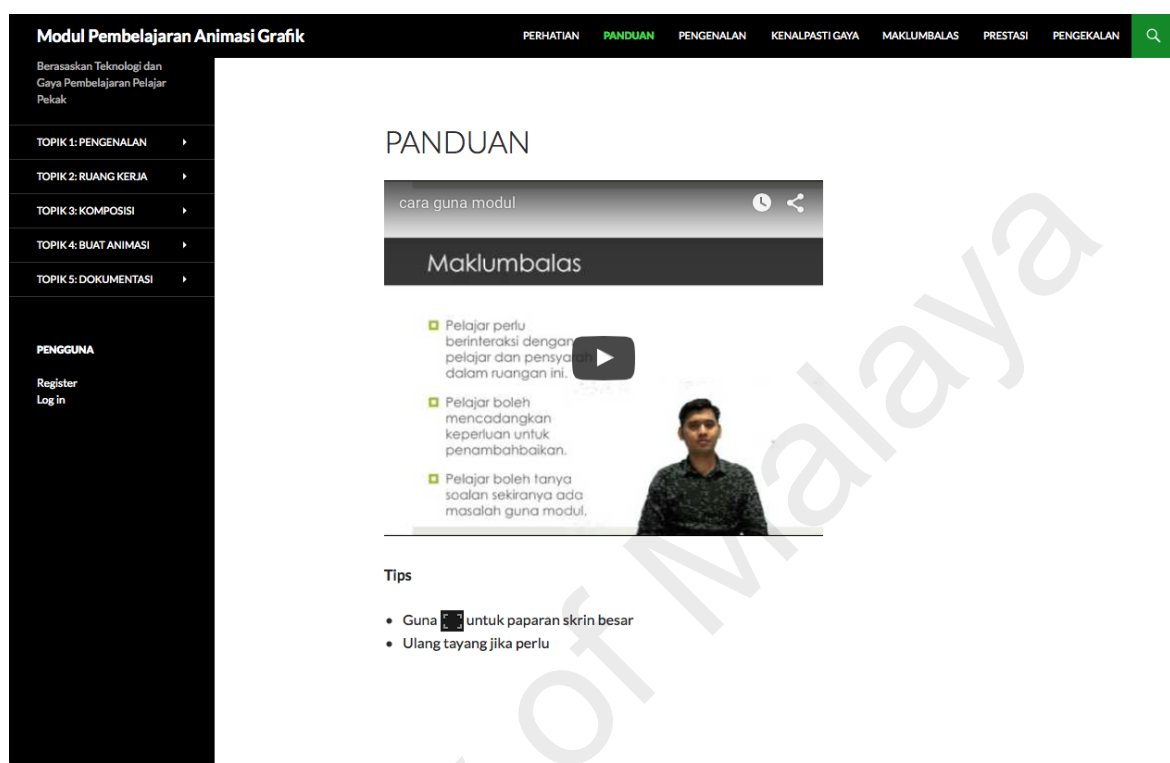 Modul Pembelajaran Animasi Grafik
PERHATIAN PANDUAN PENGENALAN KENALPASTI GAYA MAKLUMBALAS PRESTASI PENGEKALAN
Berasaskan Teknologi dan
Gaya Pembelajaran Pelajar
Pekak
TOPIK 1: PENGENALAN
TOPIK 2: RUANG KERJA
TOPIK 3: KOMPOSISI
TOPIK 4: BUAT ANIMASI
TOPIK 5: DOKUMENTASI
PENGGUNA
Register
Log in
PANDUAN
cara guna modul
Maklumbalas
Pelajar perlu
berinteraksi dengan
pelajar dan pensyarah
dalam ruangan ini.
Pelajar boleh
mencadangkan
keperluan untuk
penambahbaikan.
Pelajar boleh tanya
soalan sekiranya ada
masalah guna modul.
Tips
• Guna untuk paparan skrin besar
• Ulang tayang jika perlu
of Malaya